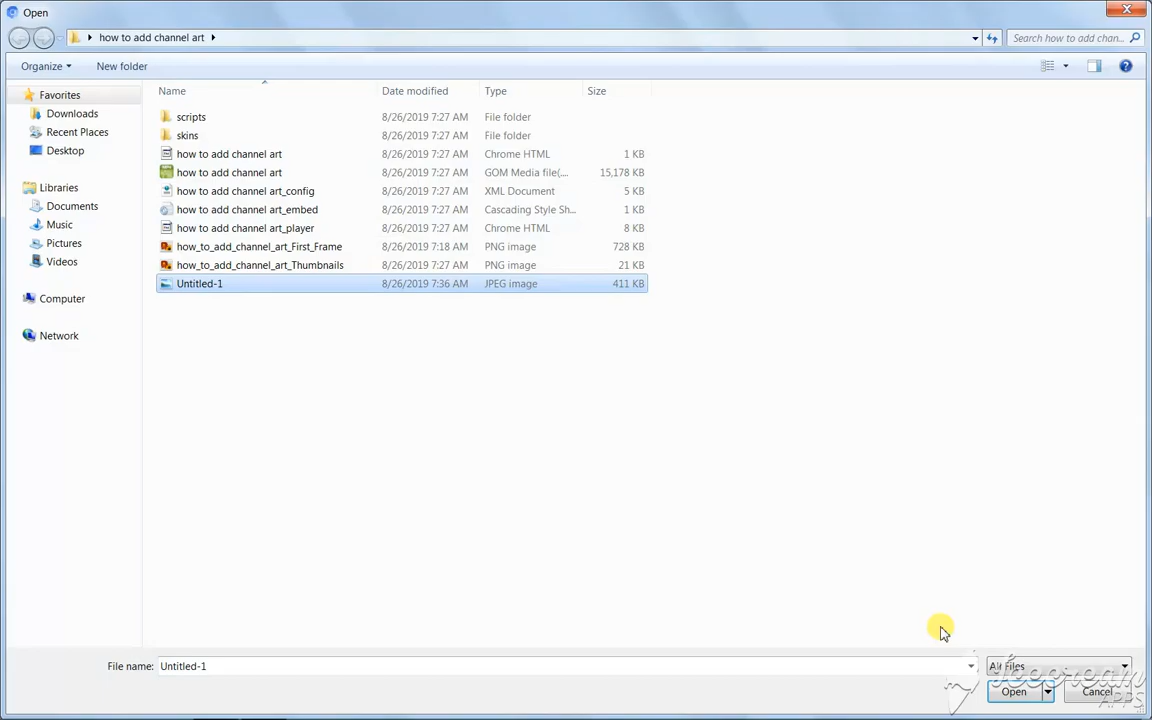 Open
how to add channel art
Search how to add chan...
Organize
New folder
Name Date modified Type Size
Favorites
Downloads
Recent Places
Desktop
Libraries
Documents
Music
Pictures
Videos
Computer
Network
scripts 8/26/2019 7:27 AM File folder
skins 8/26/2019 7:27 AM File folder
how to add channel art 8/26/2019 7:27 AM Chrome HTML 1 KB
how to add channel art 8/26/2019 7:27 AM GOM Media file(.... 15,178 KB
how to add channel art_config 8/26/2019 7:27 AM XML Document 5 KB
how to add channel art_embed 8/26/2019 7:27 AM Cascading Style Sh... 1 KB
how to add channel art_player 8/26/2019 7:27 AM Chrome HTML 8 KB
how_to_add_channel_art_First_Frame 8/26/2019 7:18 AM PNG image 728 KB
how_to_add_channel_art_Thumbnails 8/26/2019 7:27 AM PNG image 21 KB
Untitled-1 8/26/2019 7:36 AM JPEG image 411 KB
File name: Untitled-1
All Files
Open
Cancel
Icecream
APPS